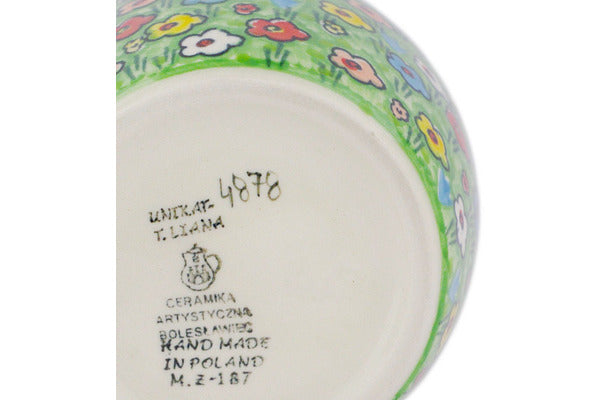 UNIKAT- 4878
T. LIANA
CERAMIKA
ARTYSTYCZNA
BOLESŁAWIEC
HAND MADE
IN POLAND
M.Z-187